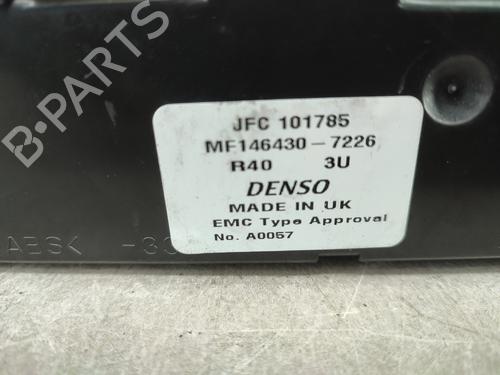 B-PARTS
JFC 101785
MF146430-7226
R40 3U
DENSO
MADE IN UK
EMC Type Approval
No. A0057